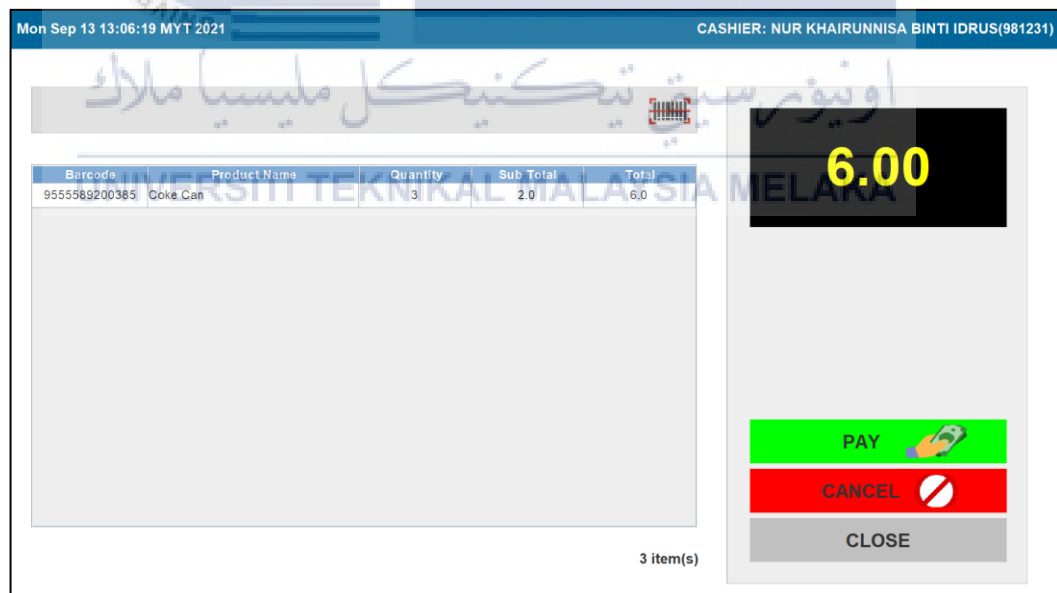 Mon Sep 13 13:06:19 MYT 2021 CASHIER: NUR KHAIRUNNISA BINTI IDRUS(981231)
اونيۏرسيتي تيكنيكل مليسيا ملاك
6.00
Barcode Product Name Quantity Sub Total Total
UNIVERSITI TEKNIKAL MALAYSIA MELAKA
9555589200385 Coke Can 3 2.0 6.0
PAY
CANCEL
CLOSE
3 item(s)